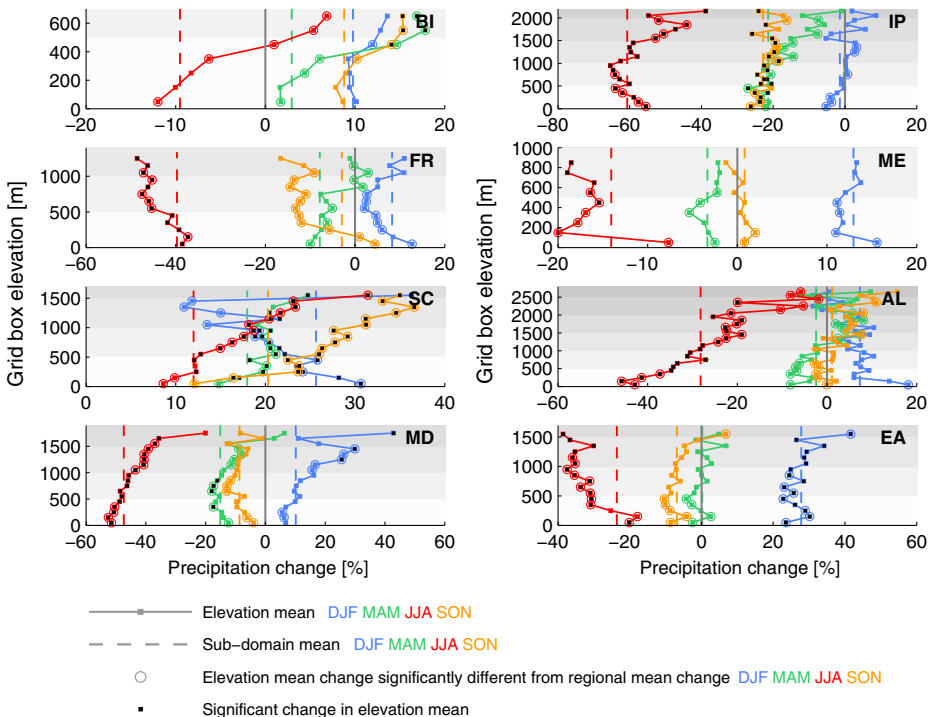 BI
600
400
200
0
−20 −10 0 10 20
IP
2000
1500
1000
500
0
−80 −60 −40 −20 0 20
FR
1000
500
0
−60 −40 −20 0 20
ME
1000
800
600
400
200
0
−20 −10 0 10 20
Grid box elevation [m]
Grid box elevation [m]
SC
1500
1000
500
0
0 10 20 30 40
AL
2500
2000
1500
1000
500
0
−60 −40 −20 0 20
MD
1500
1000
500
0
−60 −40 −20 0 20 40 60
Precipitation change [%]
EA
1500
1000
500
0
−40 −20 0 20 40 60
Precipitation change [%]
Elevation mean DJF MAM JJA SON
Sub−domain mean DJF MAM JJA SON
Elevation mean change significantly different from regional mean change DJF MAM JJA SON
Significant change in elevation mean